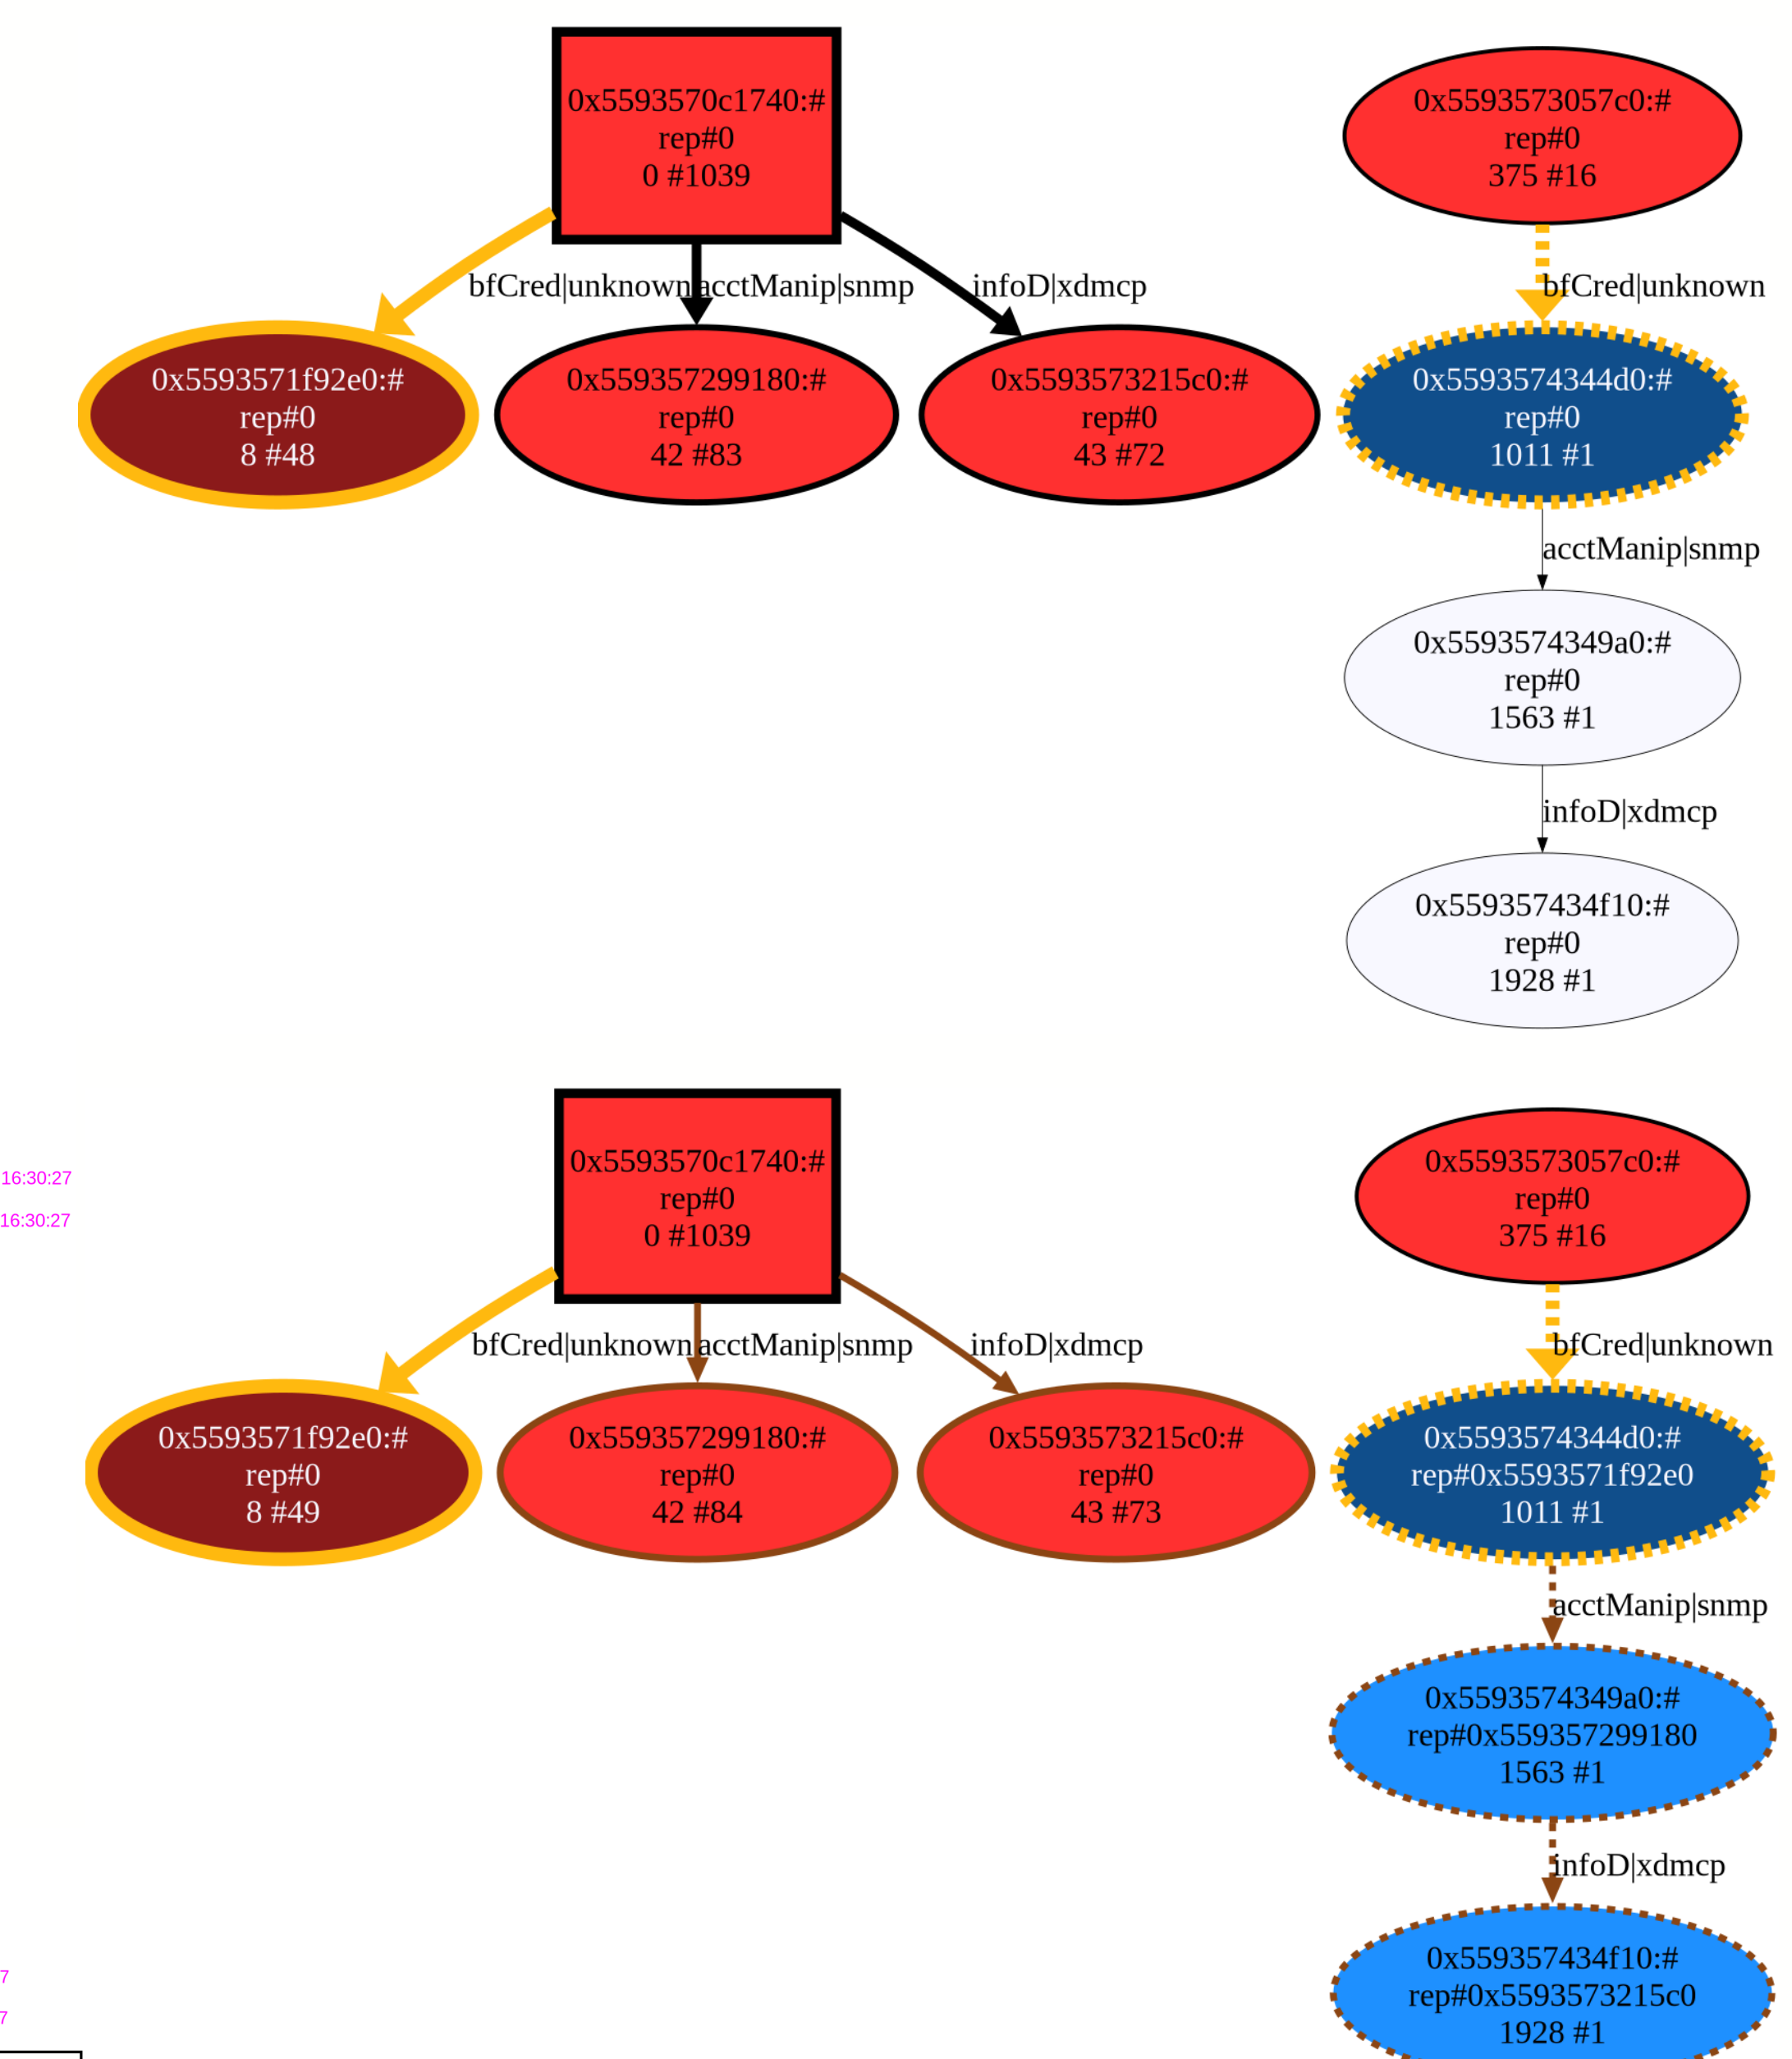 0x5593570c1740:#
rep#0
0 #1039
0x5593573057c0:#
rep#0
375 #16
bfCred|unknown
acctManip|snmp
infoD|xdmcp
bfCred|unknown
0x5593571f92e0:#
rep#0
8 #48
0x559357299180:#
rep#0
42 #83
0x5593573215c0:#
rep#0
43 #72
0x5593574344d0:#
rep#0
1011 #1
acctManip|snmp
0x5593574349a0:#
rep#0
1563 #1
infoD|xdmcp
0x559357434f10:#
rep#0
1928 #1
16:30:27
16:30:27
0x5593570c1740:#
rep#0
0 #1039
0x5593573057c0:#
rep#0
375 #16
bfCred|unknown
acctManip|snmp
infoD|xdmcp
bfCred|unknown
0x5593571f92e0:#
rep#0
8 #49
0x559357299180:#
rep#0
42 #84
0x5593573215c0:#
rep#0
43 #73
0x5593574344d0:#
rep#0x5593571f92e0
1011 #1
acctManip|snmp
0x5593574349a0:#
rep#0x559357299180
1563 #1
infoD|xdmcp
0x559357434f10:#
rep#0x5593573215c0
1928 #1
7
7